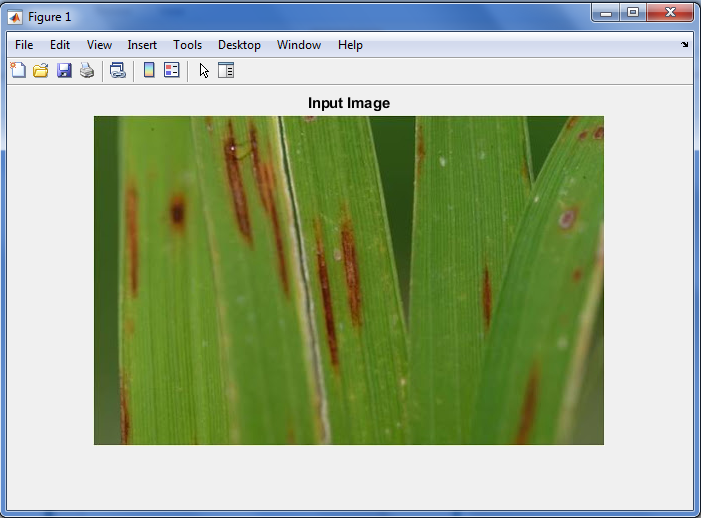 Figure 1
File Edit View Insert Tools Desktop Window Help
Input Image